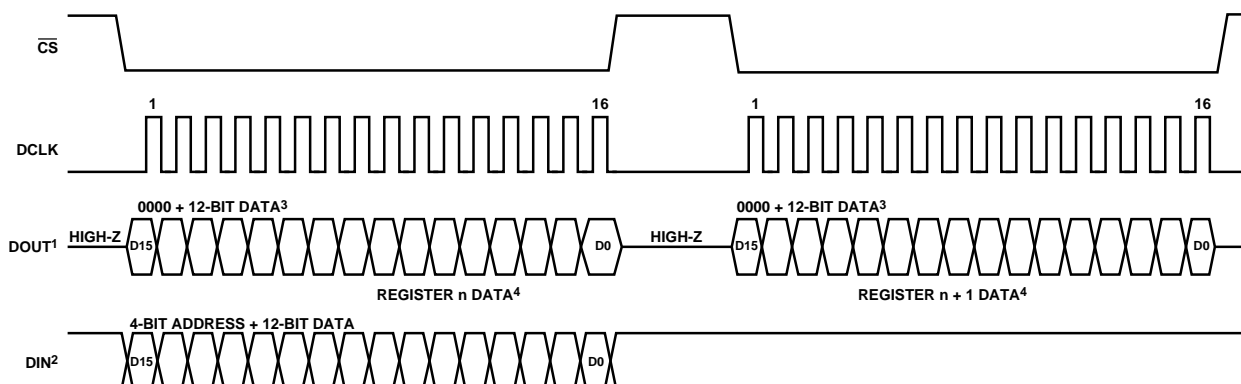 CS
1 16 1 16
DCLK
0000 + 12-BIT DATA3 0000 + 12-BIT DATA3
DOUT1 HIGH-Z D15 D0 HIGH-Z D15 D0
REGISTER n DATA4 REGISTER n + 1 DATA4
4-BIT ADDRESS + 12-BIT DATA
DIN2 D15 D0